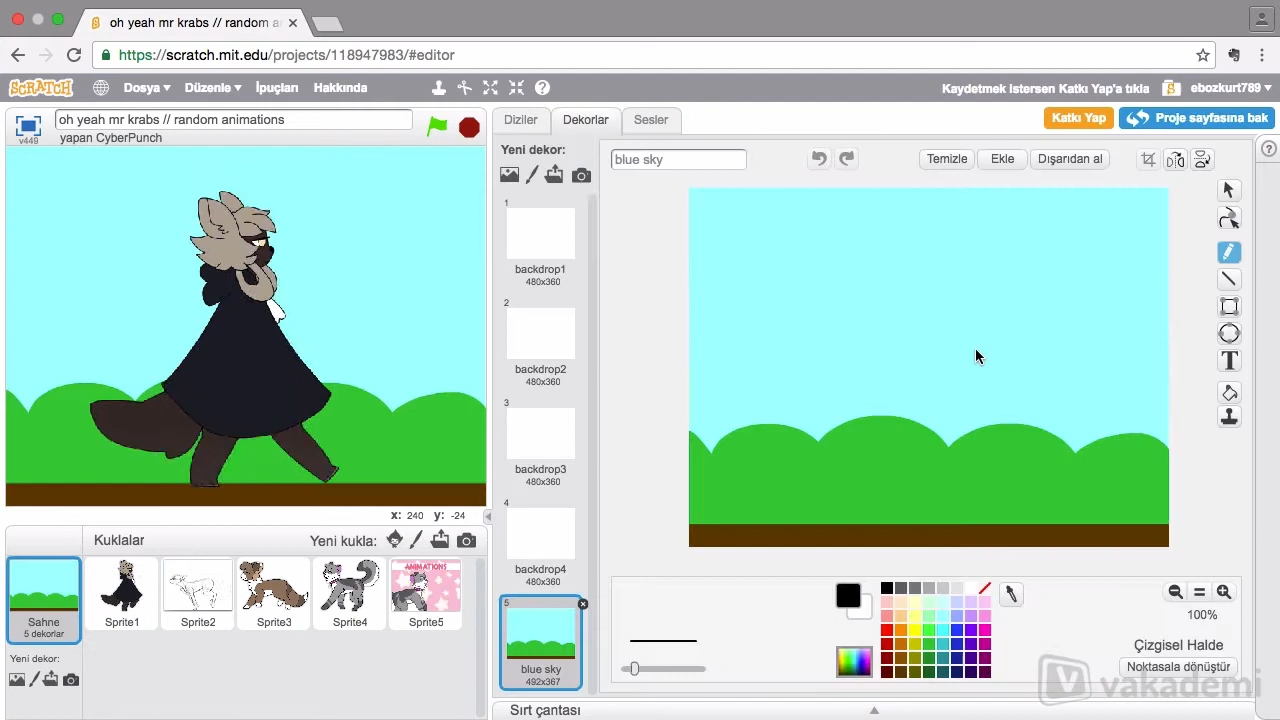 oh yeah mr krabs // random a
https://scratch.mit.edu/projects/118947983/#editor
SCRATCH
Dosya
Düzenle
İpuçları
Hakkında
Kaydetmek istersen Katkı Yap'a tıkla
ebozkurt789
v449
oh yeah mr krabs // random animations
yapan CyberPunch
Diziler
Dekorlar
Sesler
Katkı Yap
Proje sayfasına bak
Yeni dekor:
blue sky
Temizle
Ekle
Dışarıdan al
1
backdrop1
480x360
2
backdrop2
480x360
3
backdrop3
480x360
4
backdrop4
480x360
5
blue sky
492x367
x: 240 y: -24
Kuklalar
Yeni kukla:
Sahne
5 dekorlar
Yeni dekor:
Sprite1
Sprite2
Sprite3
Sprite4
ANIMATIONS
Sprite5
100%
Çizgisel Halde
Noktasala dönüştür
Sırt çantası
vakademi